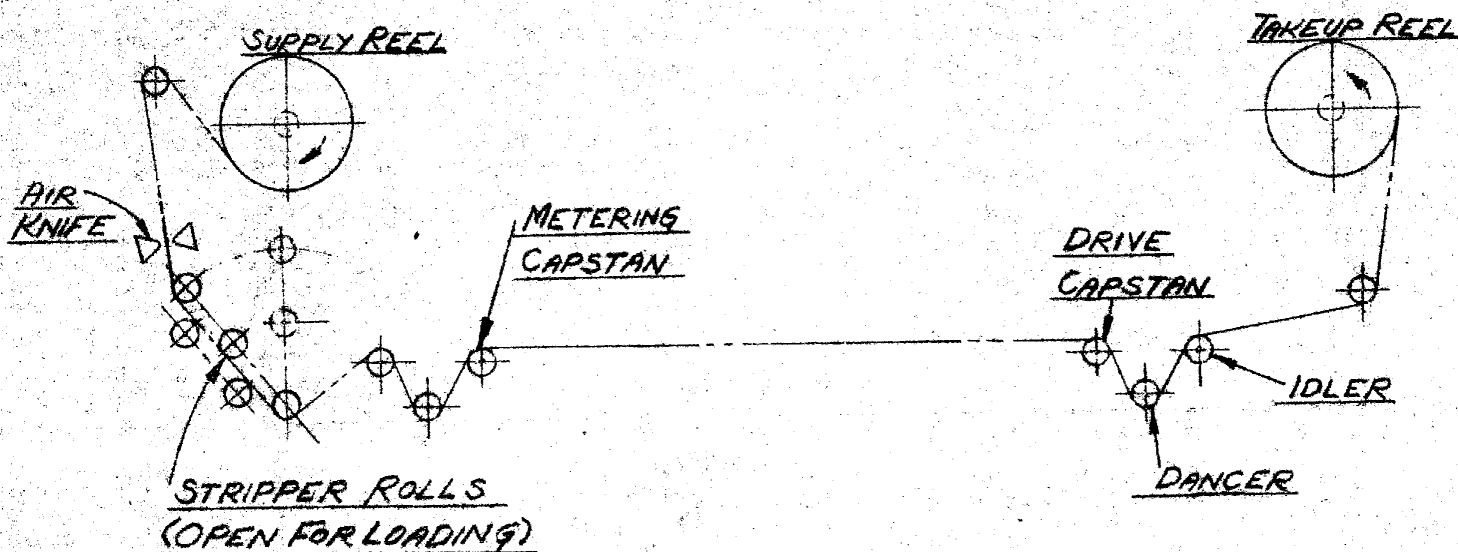 SUPPLY REEL
TAKEUP REEL
AIR
KNIFE
METERING
CAPSTAN
DRIVE
CAPSTAN
IDLER
DANCER
STRIPPER ROLLS
(OPEN FOR LOADING)